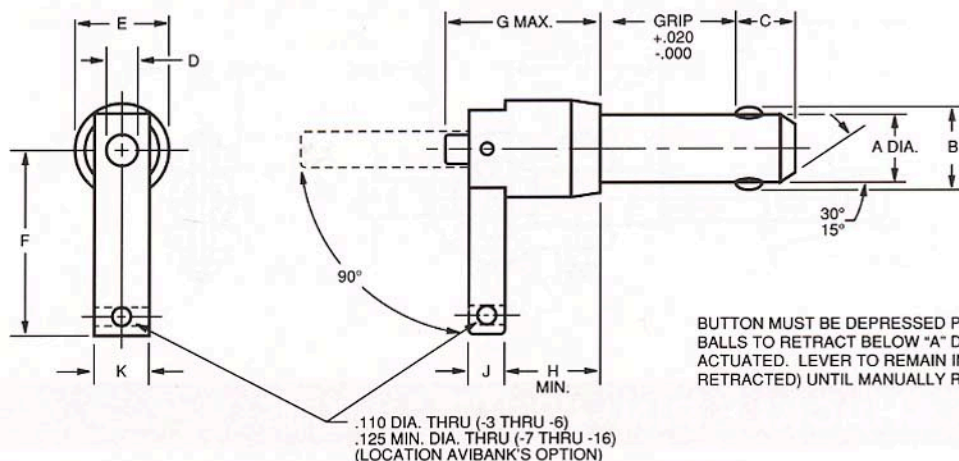 E
D
G MAX.
GRIP
+.020
-.000
C
A DIA.
B
F
90°
30°
15°
K
J
H
MIN.
BUTTON MUST BE DEPRESSED
BALLS TO RETRACT BELOW "A"
ACTUATED. LEVER TO REMAIN
RETRACTED) UNTIL MANUALLY
.110 DIA. THRU (-3 THRU -6)
.125 MIN. DIA. THRU (-7 THRU -16)
(LOCATION AVIBANK'S OPTION)